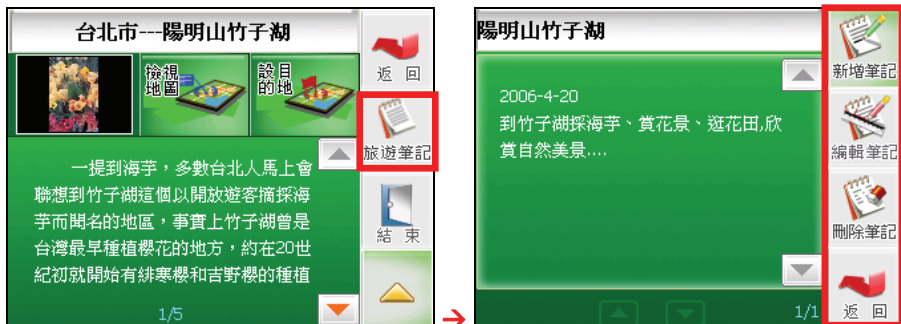 台北市---陽明山竹子湖
檢視
地圖
設目
的地
一提到海芋，多數台北人馬上會
聯想到竹子湖這個以開放遊客摘採海
芋而聞名的地區，事實上竹子湖曾是
台灣最早種植櫻花的地方，約在20世
紀初就開始有緋寒櫻和吉野櫻的種植
1/5
返 回
旅遊筆記
結 束
→
陽明山竹子湖
2006-4-20
到竹子湖採海芋、賞花景、逛花田,欣
賞自然美景....
1/1
新增筆記
編輯筆記
刪除筆記
返 回